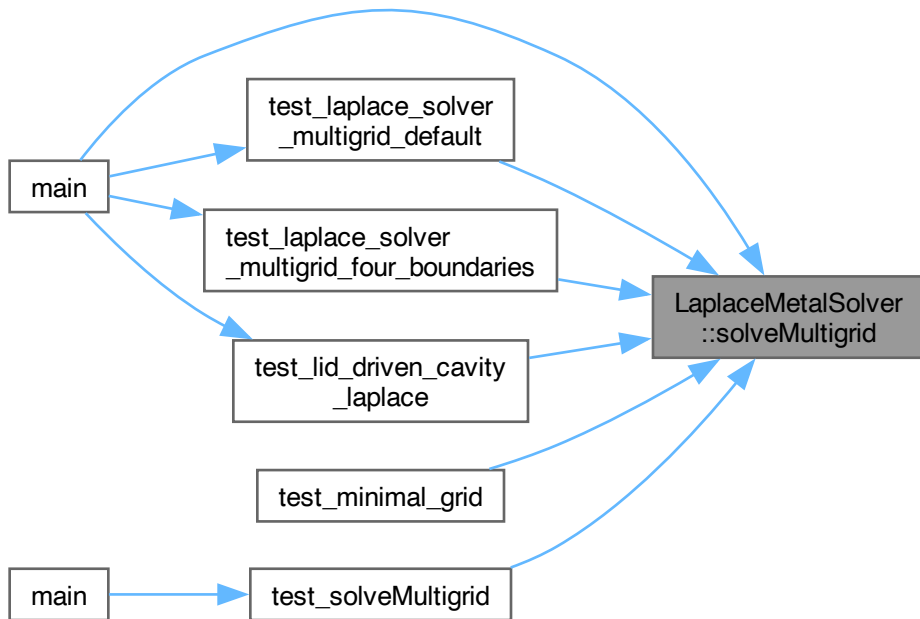 test_laplace_solver
_multigrid_default
main
test_laplace_solver
_multigrid_four_boundaries
LaplaceMetalSolver
::solveMultigrid
test_lid_driven_cavity
_laplace
test_minimal_grid
main
test_solveMultigrid